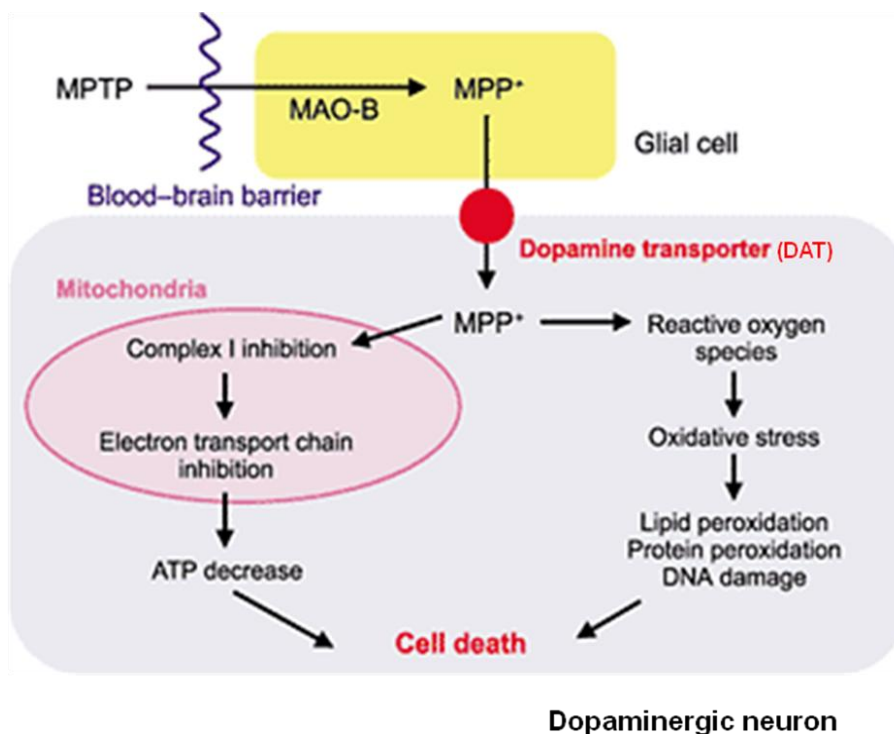 MPTP
MAO-B
MPP+
Glial cell
Blood–brain barrier
Dopamine transporter (DAT)
Mitochondria
MPP+
Reactive oxygen
species
Complex I inhibition
Electron transport chain
inhibition
Oxidative stress
Lipid peroxidation
Protein peroxidation
DNA damage
ATP decrease
Cell death
Dopaminergic neuron